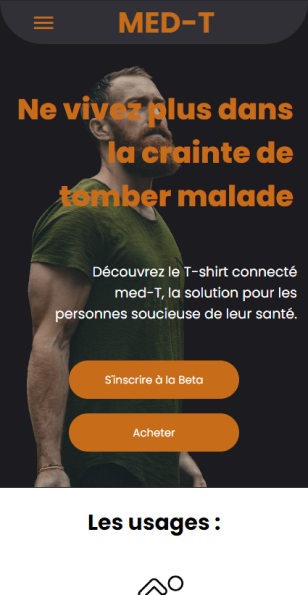 MED-T
Ne vivez plus dans
la crainte de
tomber malade
Découvrez le T-shirt connecté
med-T, la solution pour les
personnes soucieuse de leur santé.
S'inscrire à la Beta
Acheter
Les usages :